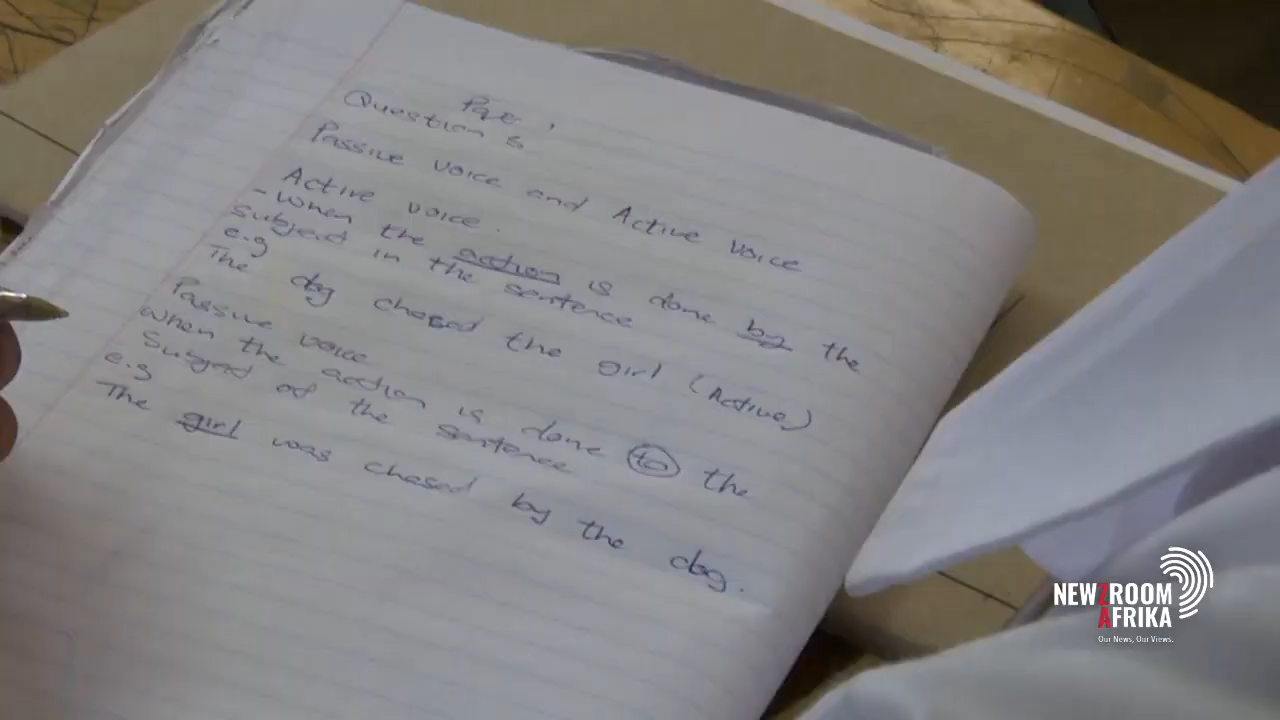 Paper 1
Question 5
Passive voice and Active voice
Active voice.
- When the action is done by the
subject in the sentence
e.g
The dog chased the girl (Active)
Passive voice
When the action is done to the
Subject of the sentence
e.g
The girl was chased by the dog.
NEWZROOM
AFRIKA
Our News, Our Views.